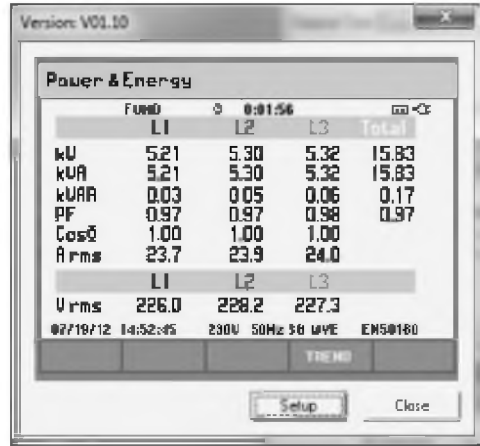 Version: V01.10
Power & Energy
FUND 0:01:56
L1 L2 L3 Total
kW 5.21 5.30 5.32 15.83
kVA 5.21 5.30 5.32 15.83
kVAR 0.03 0.05 0.06 0.17
PF 0.97 0.97 0.98 0.97
CosΦ 1.00 1.00 1.00
A rms 23.7 23.9 24.0
L1 L2 L3
V rms 226.0 228.2 227.3
07/19/12 14:52:45 230V 50Hz 3Ø WYE EN50160
TREND
Setup Close